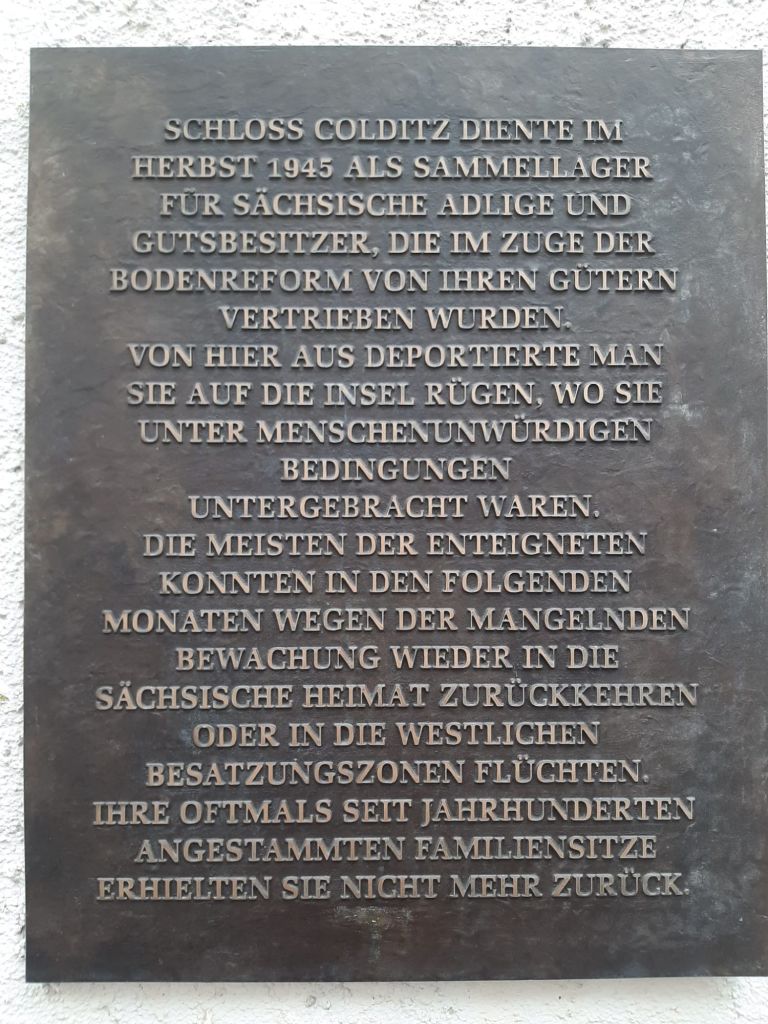 SCHLOSS COLDITZ DIENTE IM
HERBST 1945 ALS SAMMELLAGER
FÜR SÄCHSISCHE ADLIGE UND
GUTSBESITZER, DIE IM ZUGE DER
BODENREFORM VON IHREN GÜTERN
VERTRIEBEN WURDEN.
VON HIER AUS DEPORTIERTE MAN
SIE AUF DIE INSEL RÜGEN, WO SIE
UNTER MENSCHENUNWÜRDIGEN
BEDINGUNGEN
UNTERGEBRACHT WAREN.
DIE MEISTEN DER ENTEIGNETEN
KONNTEN IN DEN FOLGENDEN
MONATEN WEGEN DER MANGELNDEN
BEWACHUNG WIEDER IN DIE
SÄCHSISCHE HEIMAT ZURÜCKKEHREN
ODER IN DIE WESTLICHEN
BESATZUNGSZONEN FLÜCHTEN.
IHRE OFTMALS SEIT JAHRHUNDERTEN
ANGESTAMMTEN FAMILIENSITZE
ERHIELTEN SIE NICHT MEHR ZURÜCK.